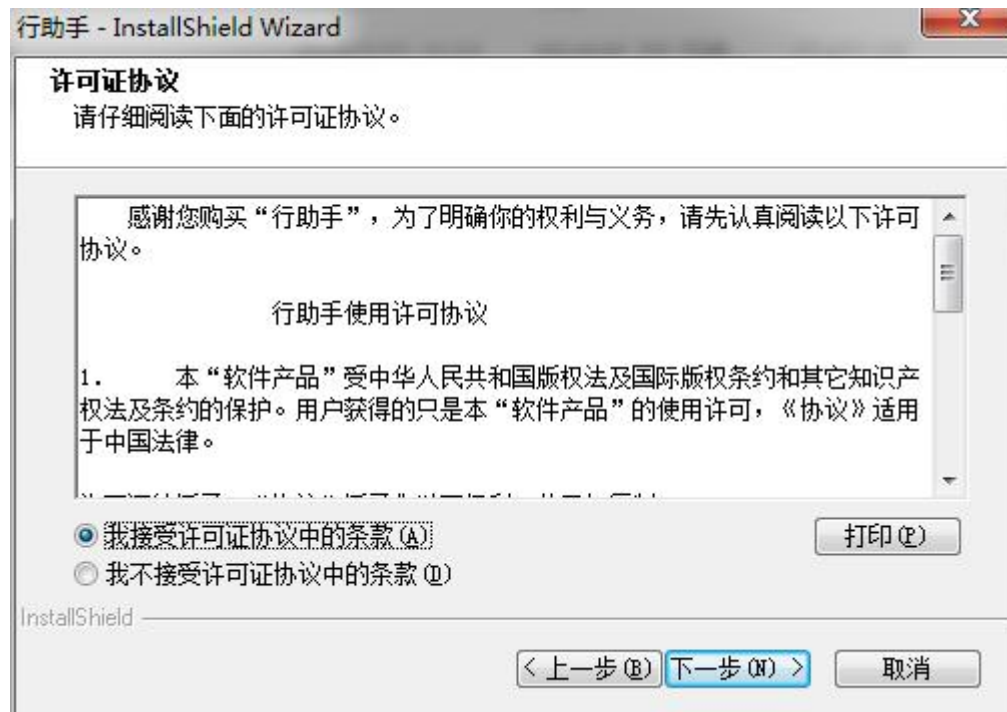 行助手 - InstallShield Wizard
许可证协议
请仔细阅读下面的许可证协议。
感谢您购买“行助手”，为了明确你的权利与义务，请先认真阅读以下许可
协议。
行助手使用许可协议
1. 本“软件产品”受中华人民共和国版权法及国际版权条约和其它知识产
权法及条约的保护。用户获得的只是本“软件产品”的使用许可，《协议》适用
于中国法律。
我接受许可证协议中的条款(A)
打印(P)
我不接受许可证协议中的条款(D)
InstallShield
< 上一步(B) 下一步(N) > 取消